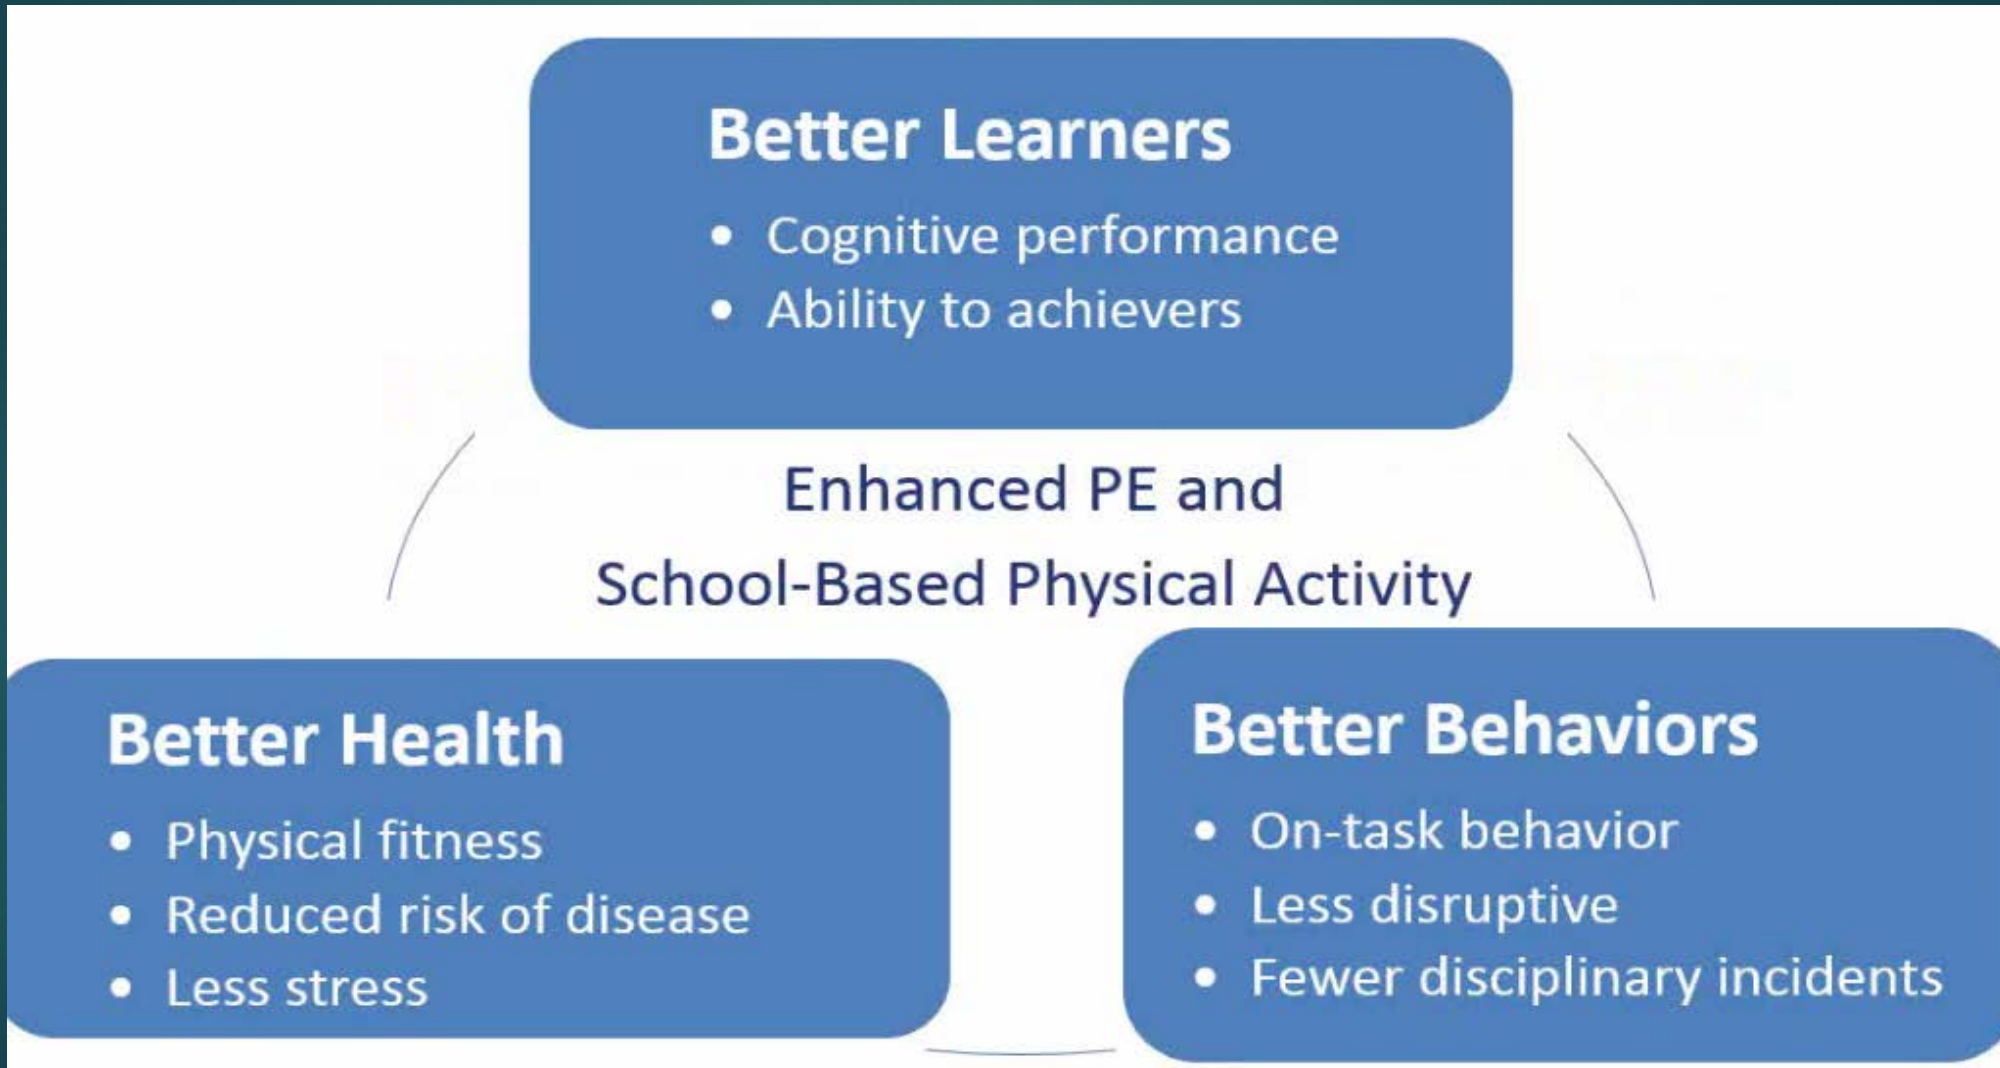 Better Learners
• Cognitive performance
• Ability to achievers
Enhanced PE and
School-Based Physical Activity
Better Health
• Physical fitness
• Reduced risk of disease
• Less stress
Better Behaviors
• On-task behavior
• Less disruptive
• Fewer disciplinary incidents